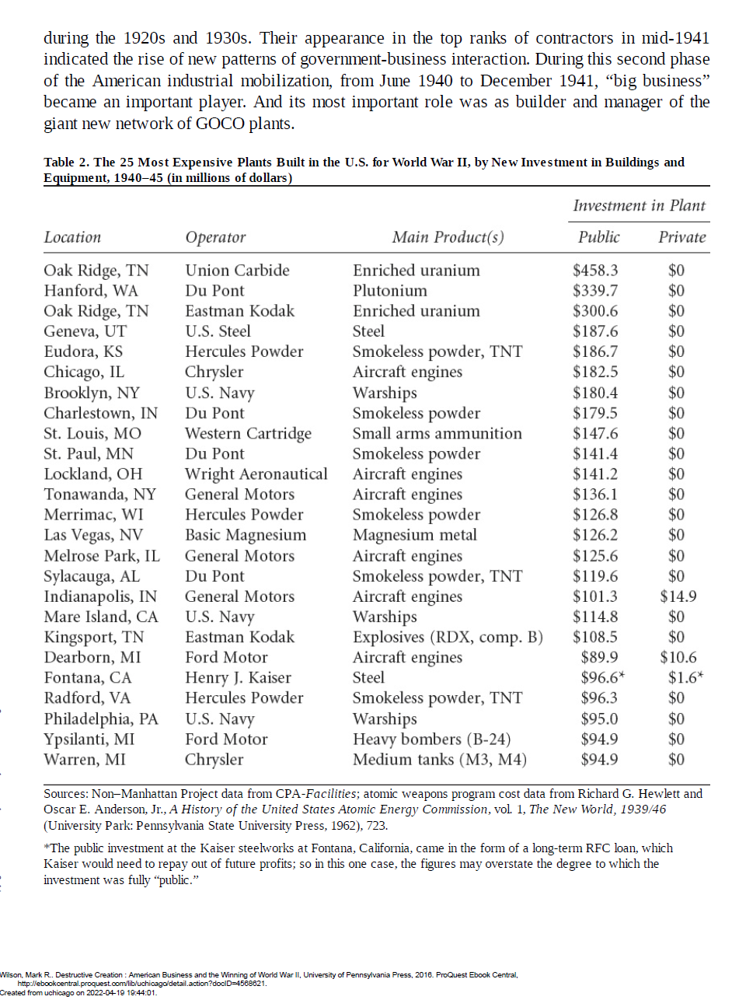 during the 1920s and 1930s. Their appearance in the top ranks of contractors in mid-1941
indicated the rise of new patterns of government-business interaction. During this second phase
of the American industrial mobilization, from June 1940 to December 1941, “big business”
became an important player. And its most important role was as builder and manager of the
giant new network of GOCO plants.
Table 2. The 25 Most Expensive Plants Built in the U.S. for World War II, by New Investment in Buildings and
Equipment, 1940–45 (in millions of dollars)
Investment in Plant
Location Operator Main Product(s) Public Private
Oak Ridge, TN Union Carbide Enriched uranium $458.3 $0
Hanford, WA Du Pont Plutonium $339.7 $0
Oak Ridge, TN Eastman Kodak Enriched uranium $300.6 $0
Geneva, UT U.S. Steel Steel $187.6 $0
Eudora, KS Hercules Powder Smokeless powder, TNT $186.7 $0
Chicago, IL Chrysler Aircraft engines $182.5 $0
Brooklyn, NY U.S. Navy Warships $180.4 $0
Charlestown, IN Du Pont Smokeless powder $179.5 $0
St. Louis, MO Western Cartridge Small arms ammunition $147.6 $0
St. Paul, MN Du Pont Smokeless powder $141.4 $0
Lockland, OH Wright Aeronautical Aircraft engines $141.2 $0
Tonawanda, NY General Motors Aircraft engines $136.1 $0
Merrimac, WI Hercules Powder Smokeless powder $126.8 $0
Las Vegas, NV Basic Magnesium Magnesium metal $126.2 $0
Melrose Park, IL General Motors Aircraft engines $125.6 $0
Sylacauga, AL Du Pont Smokeless powder, TNT $119.6 $0
Indianapolis, IN General Motors Aircraft engines $101.3 $14.9
Mare Island, CA U.S. Navy Warships $114.8 $0
Kingsport, TN Eastman Kodak Explosives (RDX, comp. B) $108.5 $0
Dearborn, MI Ford Motor Aircraft engines $89.9 $10.6
Fontana, CA Henry J. Kaiser Steel $96.6* $1.6*
Radford, VA Hercules Powder Smokeless powder, TNT $96.3 $0
Philadelphia, PA U.S. Navy Warships $95.0 $0
Ypsilanti, MI Ford Motor Heavy bombers (B-24) $94.9 $0
Warren, MI Chrysler Medium tanks (M3, M4) $94.9 $0
Sources: Non–Manhattan Project data from CPA-Facilities; atomic weapons program cost data from Richard G. Hewlett and
Oscar E. Anderson, Jr., A History of the United States Atomic Energy Commission, vol. 1, The New World, 1939/46
(University Park: Pennsylvania State University Press, 1962), 723.
*The public investment at the Kaiser steelworks at Fontana, California, came in the form of a long-term RFC loan, which
Kaiser would need to repay out of future profits; so in this one case, the figures may overstate the degree to which the
investment was fully “public.”
Wilson, Mark R.. Destructive Creation : American Business and the Winning of World War II, University of Pennsylvania Press, 2016. ProQuest Ebook Central,
http://ebookcentral.proquest.com/lib/uchicago/detail.action?docID=4568621.
Created from uchicago on 2022-04-19 19:44:01.